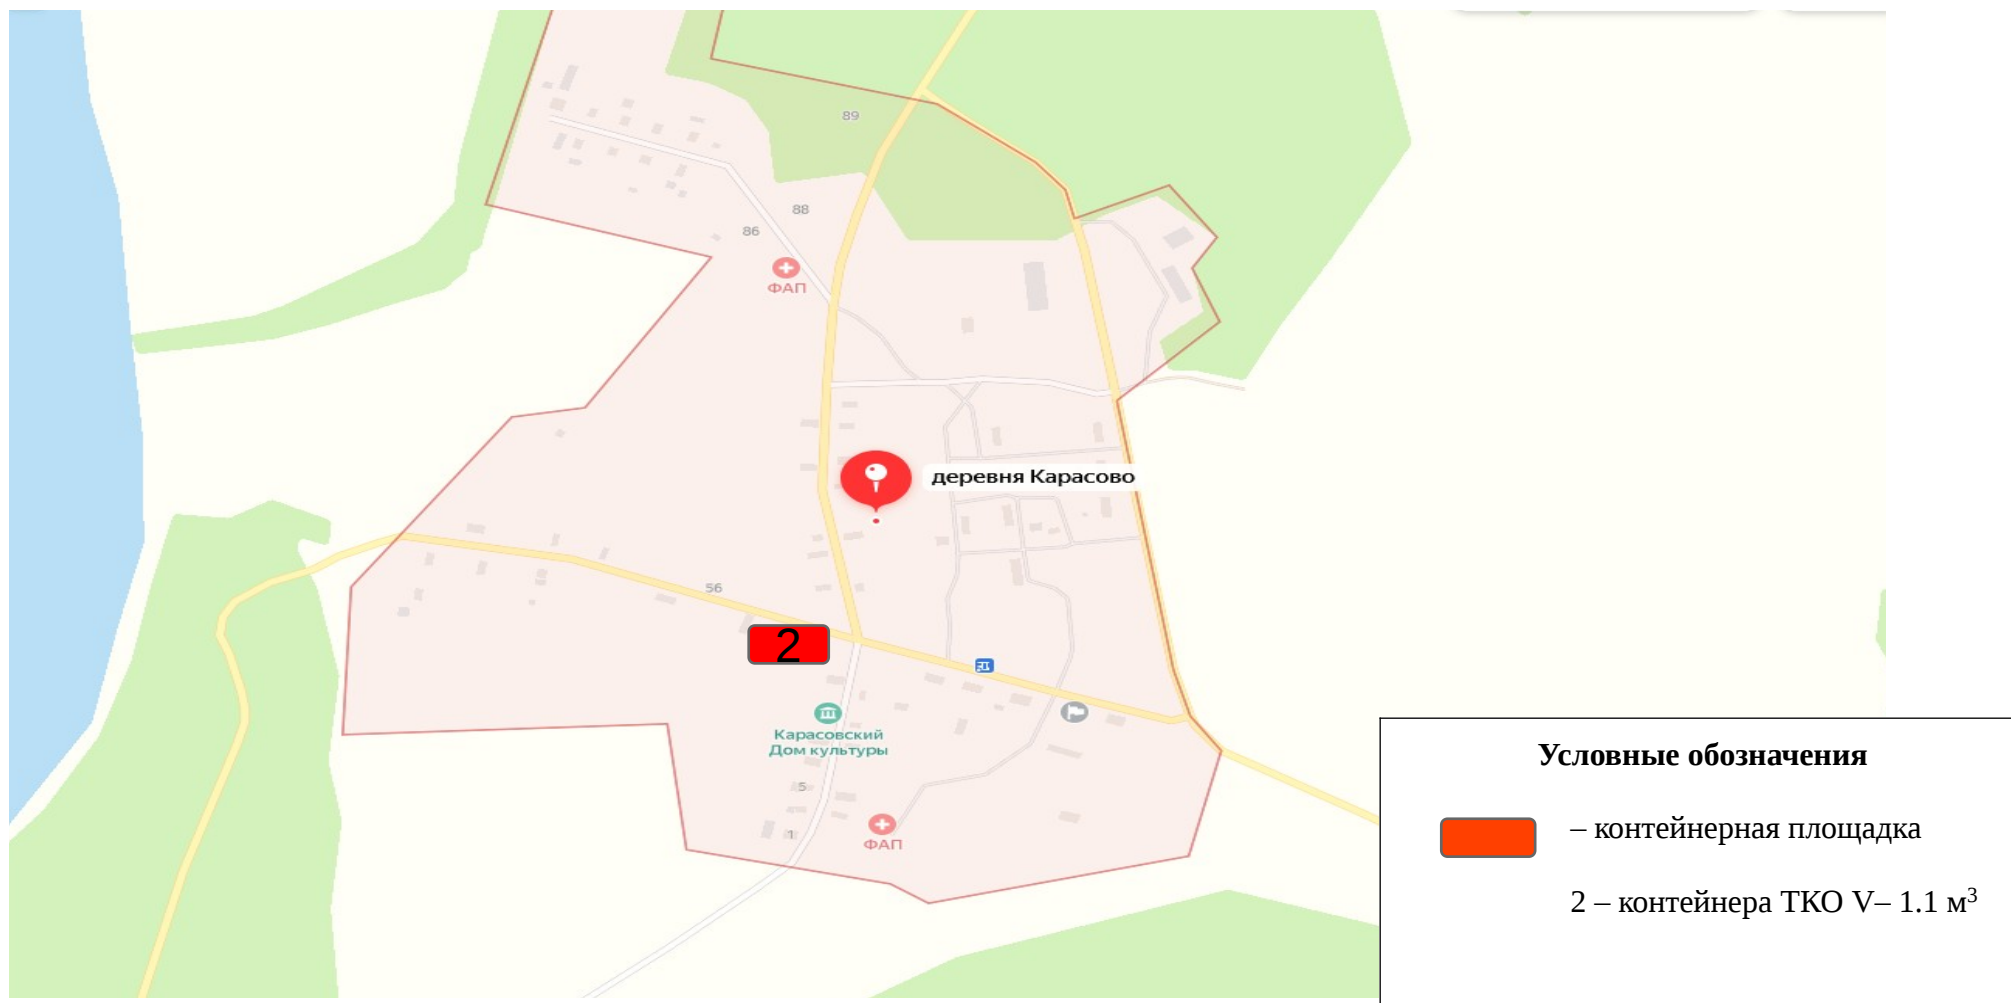 89
88
86
ФАП
деревня Карасово
56
2
Карасовский
Дом культуры
5
1
ФАП
Условные обозначения
– контейнерная площадка
2 – контейнера ТКО V– 1.1 м³